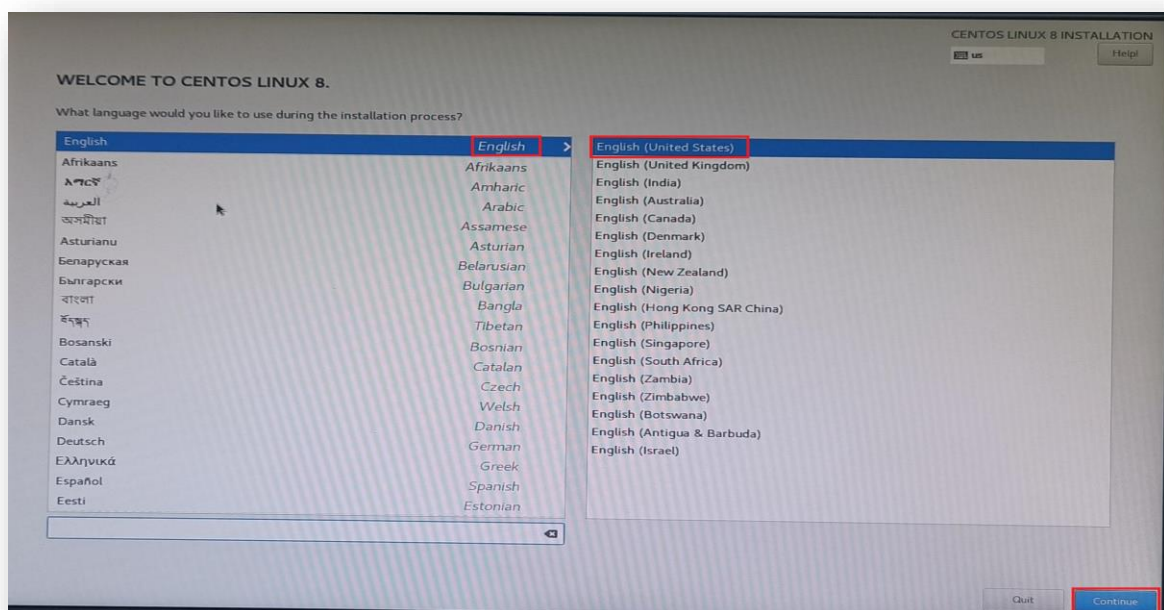 CENTOS LINUX 8 INSTALLATION
us
Help!
WELCOME TO CENTOS LINUX 8.
What language would you like to use during the installation process?
English English
Afrikaans Afrikaans
አማርኛ Amharic
العربية Arabic
অসমীয়া Assamese
Asturianu Asturian
Беларуская Belarusian
Български Bulgarian
বাংলা Bangla
བོད་སྐད་ Tibetan
Bosanski Bosnian
Català Catalan
Čeština Czech
Cymraeg Welsh
Dansk Danish
Deutsch German
Ελληνικά Greek
Español Spanish
Eesti Estonian
English (United States)
English (United Kingdom)
English (India)
English (Australia)
English (Canada)
English (Denmark)
English (Ireland)
English (New Zealand)
English (Nigeria)
English (Hong Kong SAR China)
English (Philippines)
English (Singapore)
English (South Africa)
English (Zambia)
English (Zimbabwe)
English (Botswana)
English (Antigua & Barbuda)
English (Israel)
Quit
Continue